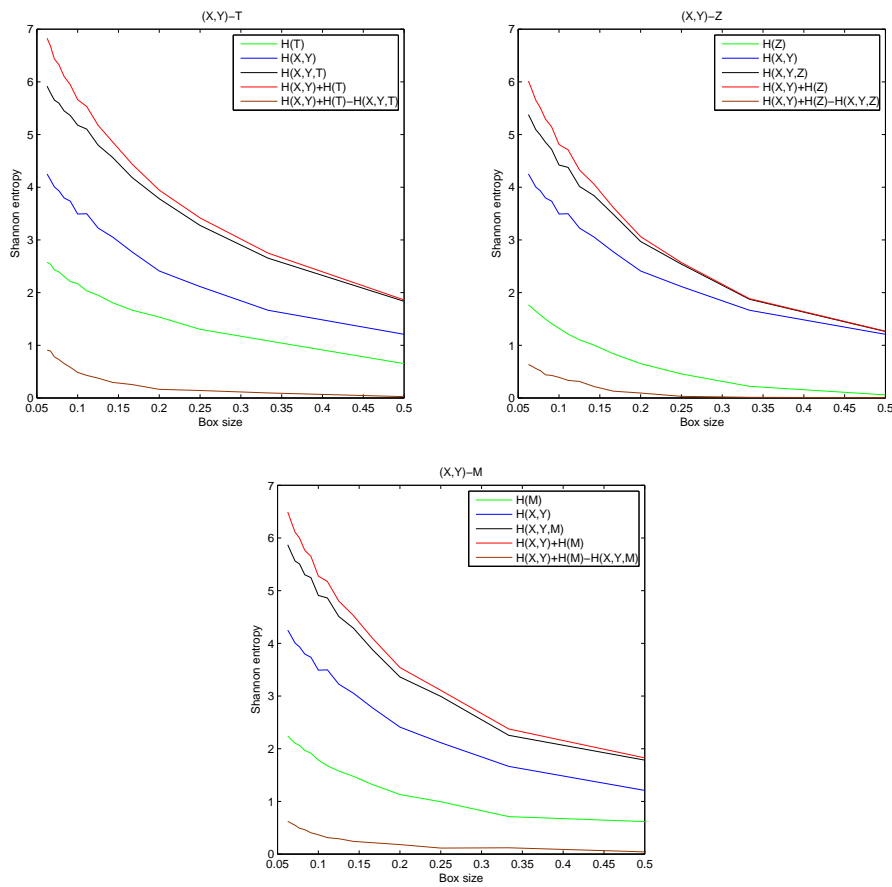 (X,Y)−T
7
6
5
4
3
2
1
0
Shannon entropy
0.05 0.1 0.15 0.2 0.25 0.3 0.35 0.4 0.45 0.5
Box size
H(T)
H(X,Y)
H(X,Y,T)
H(X,Y)+H(T)
H(X,Y)+H(T)−H(X,Y,T)
(X,Y)−Z
7
6
5
4
3
2
1
0
Shannon entropy
0.05 0.1 0.15 0.2 0.25 0.3 0.35 0.4 0.45 0.5
Box size
H(Z)
H(X,Y)
H(X,Y,Z)
H(X,Y)+H(Z)
H(X,Y)+H(Z)−H(X,Y,Z)
(X,Y)−M
7
6
5
4
3
2
1
0
Shannon entropy
0.05 0.1 0.15 0.2 0.25 0.3 0.35 0.4 0.45 0.5
Box size
H(M)
H(X,Y)
H(X,Y,M)
H(X,Y)+H(M)
H(X,Y)+H(M)−H(X,Y,M)